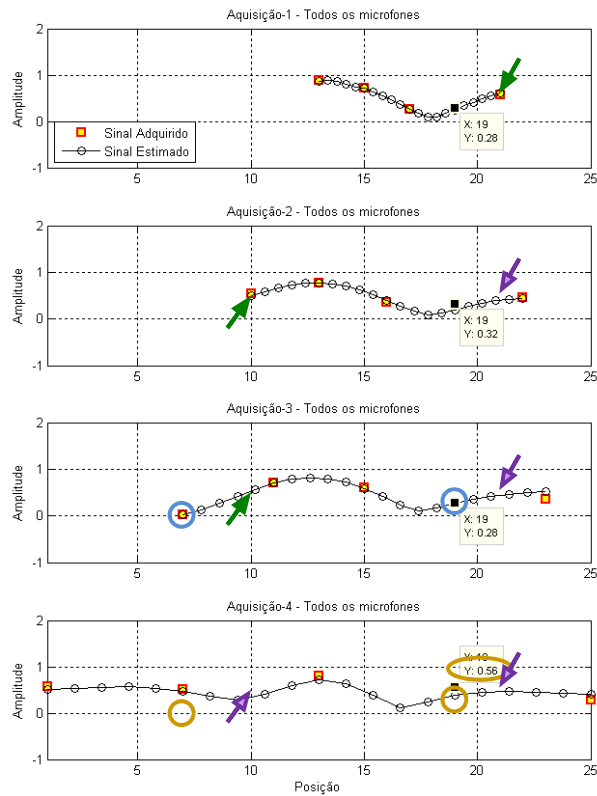 Aquisição-1 - Todos os microfones
2
1
0
-1
Amplitude
Sinal Adquirido
Sinal Estimado
X: 19
Y: 0.28
5
10
15
20
25
Aquisição-2 - Todos os microfones
2
1
0
-1
Amplitude
X: 19
Y: 0.32
5
10
15
20
25
Aquisição-3 - Todos os microfones
2
1
0
-1
Amplitude
X: 19
Y: 0.28
5
10
15
20
25
Aquisição-4 - Todos os microfones
2
1
0
-1
Amplitude
X: 19
Y: 0.56
5
10
15
20
25
Posição